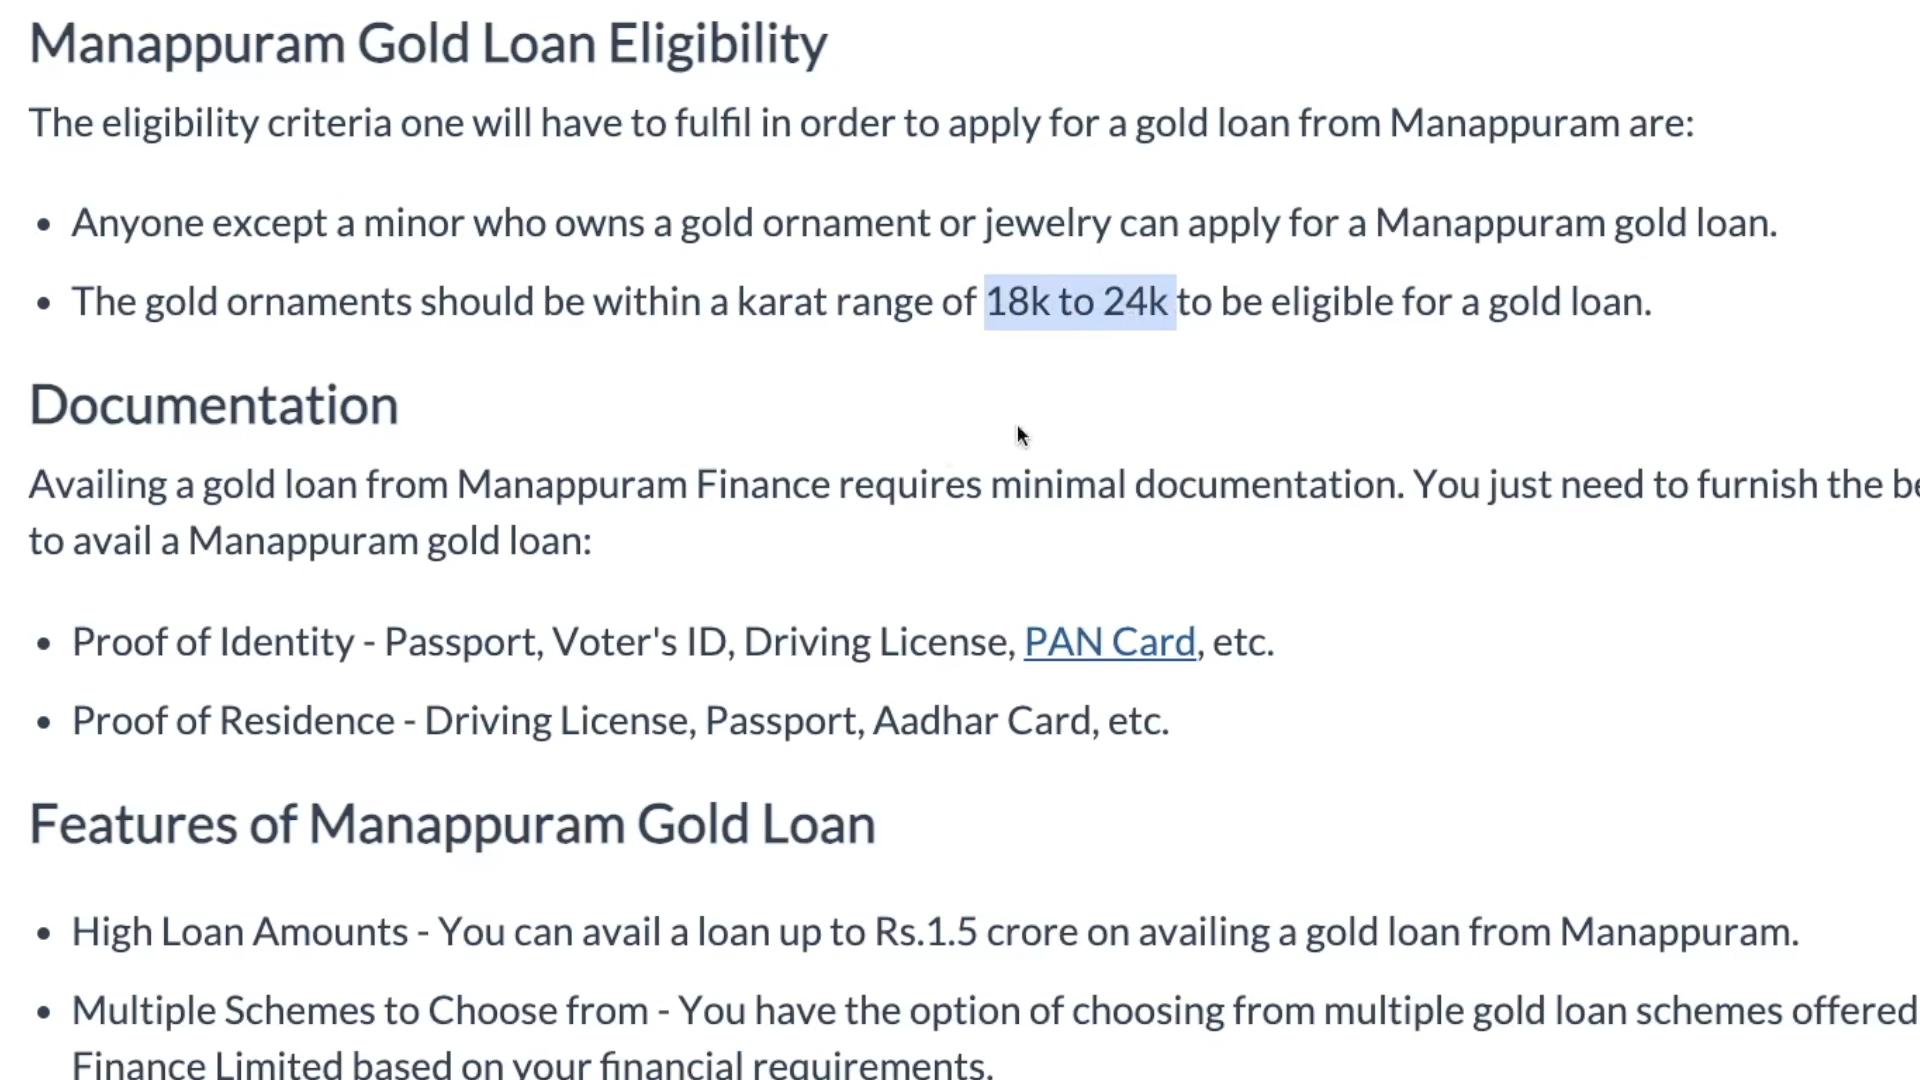 Manappuram Gold Loan Eligibility
The eligibility criteria one will have to fulfil in order to apply for a gold loan from Manappuram are:
• Anyone except a minor who owns a gold ornament or jewelry can apply for a Manappuram gold loan.
• The gold ornaments should be within a karat range of 18k to 24k to be eligible for a gold loan.
Documentation
Availing a gold loan from Manappuram Finance requires minimal documentation. You just need to furnish the
to avail a Manappuram gold loan:
• Proof of Identity - Passport, Voter's ID, Driving License, PAN Card, etc.
• Proof of Residence - Driving License, Passport, Aadhar Card, etc.
Features of Manappuram Gold Loan
• High Loan Amounts - You can avail a loan up to Rs.1.5 crore on availing a gold loan from Manappuram.
• Multiple Schemes to Choose from - You have the option of choosing from multiple gold loan schemes offered
Finance Limited based on your financial requirements.